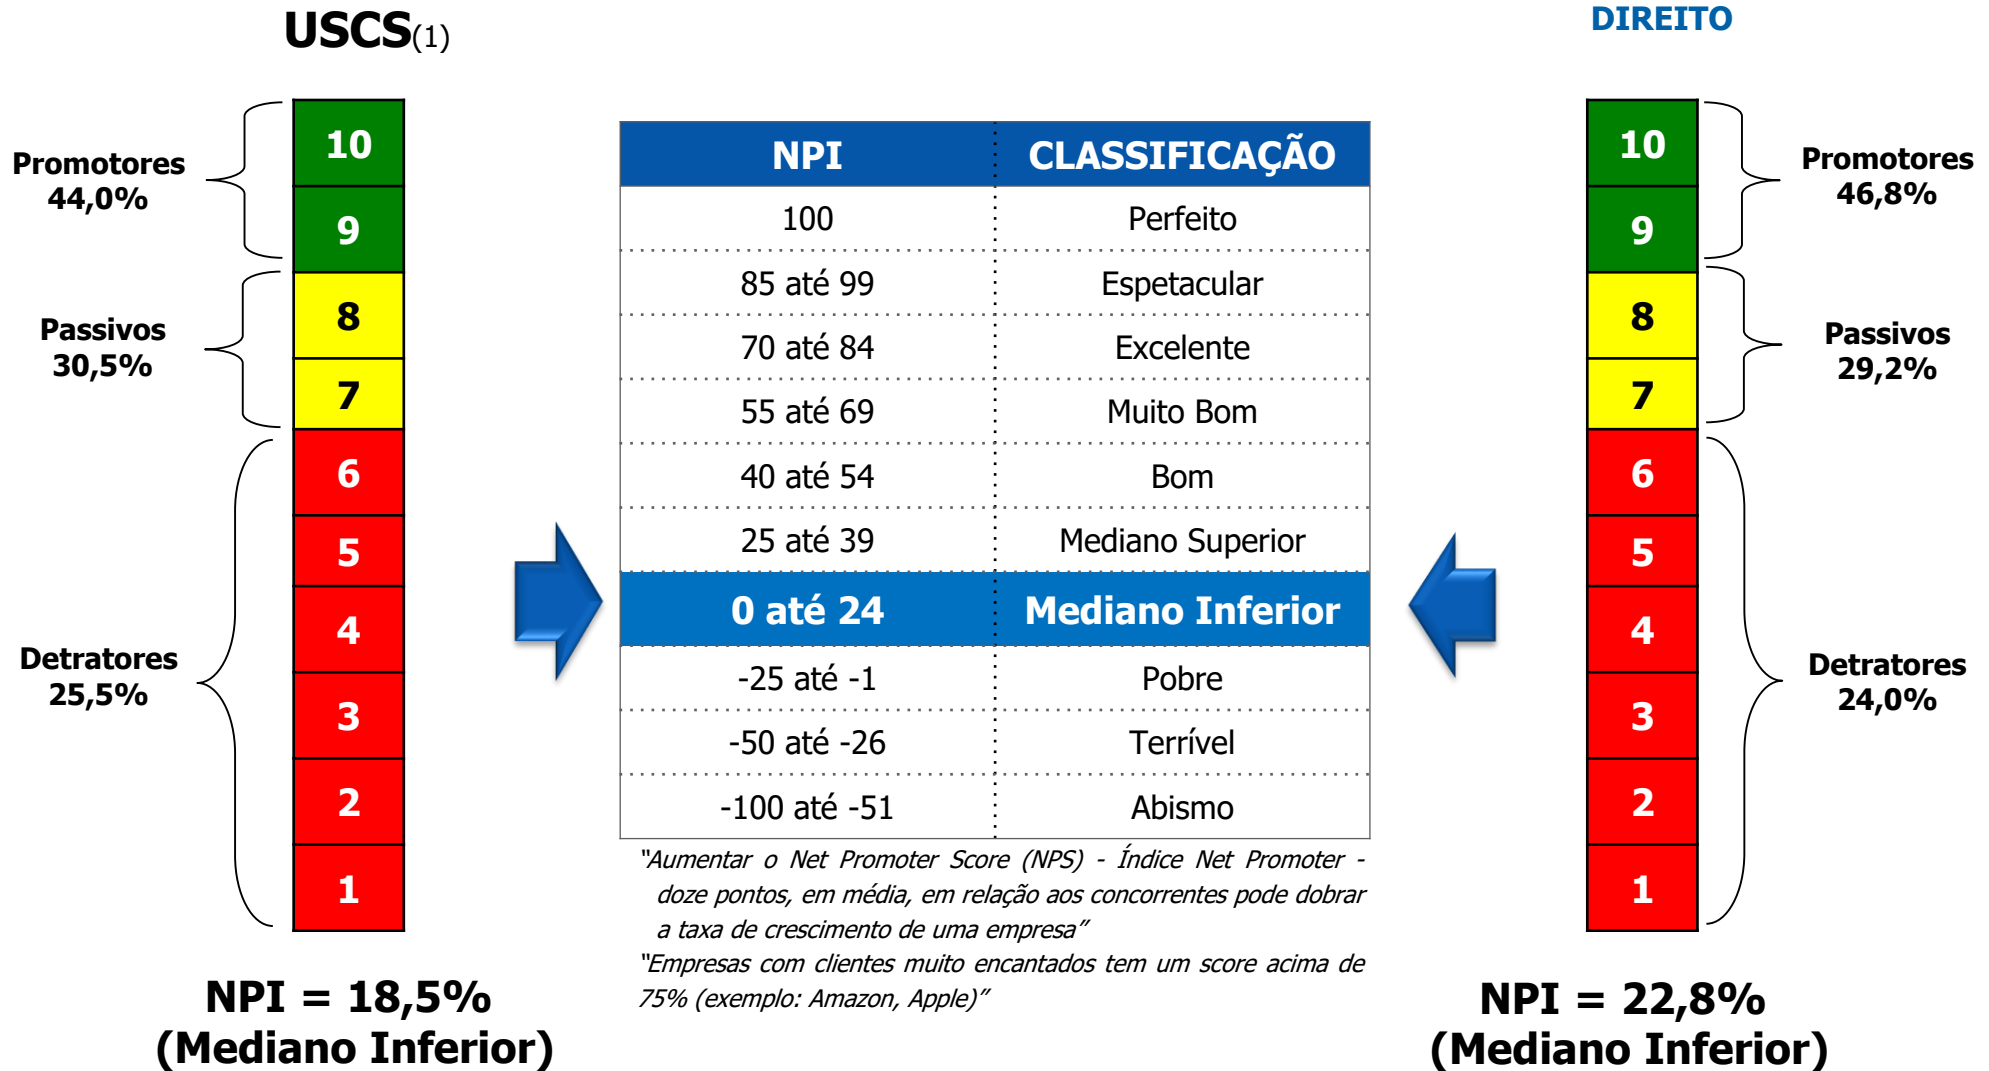 USCS(1)
Promotores
44,0%
Passivos
30,5%
Detratores
25,5%
10
9
8
7
6
5
4
3
2
1
NPI = 18,5%
(Mediano Inferior)
NPI CLASSIFICAÇÃO
100 Perfeito
85 até 99 Espetacular
70 até 84 Excelente
55 até 69 Muito Bom
40 até 54 Bom
25 até 39 Mediano Superior
0 até 24 Mediano Inferior
-25 até -1 Pobre
-50 até -26 Terrível
-100 até -51 Abismo
“Aumentar o Net Promoter Score (NPS) - Índice Net Promoter -
doze pontos, em média, em relação aos concorrentes pode dobrar
a taxa de crescimento de uma empresa”
“Empresas com clientes muito encantados tem um score acima de
75% (exemplo: Amazon, Apple)”
DIREITO
10
9
8
7
6
5
4
3
2
1
Promotores
46,8%
Passivos
29,2%
Detratores
24,0%
NPI = 22,8%
(Mediano Inferior)